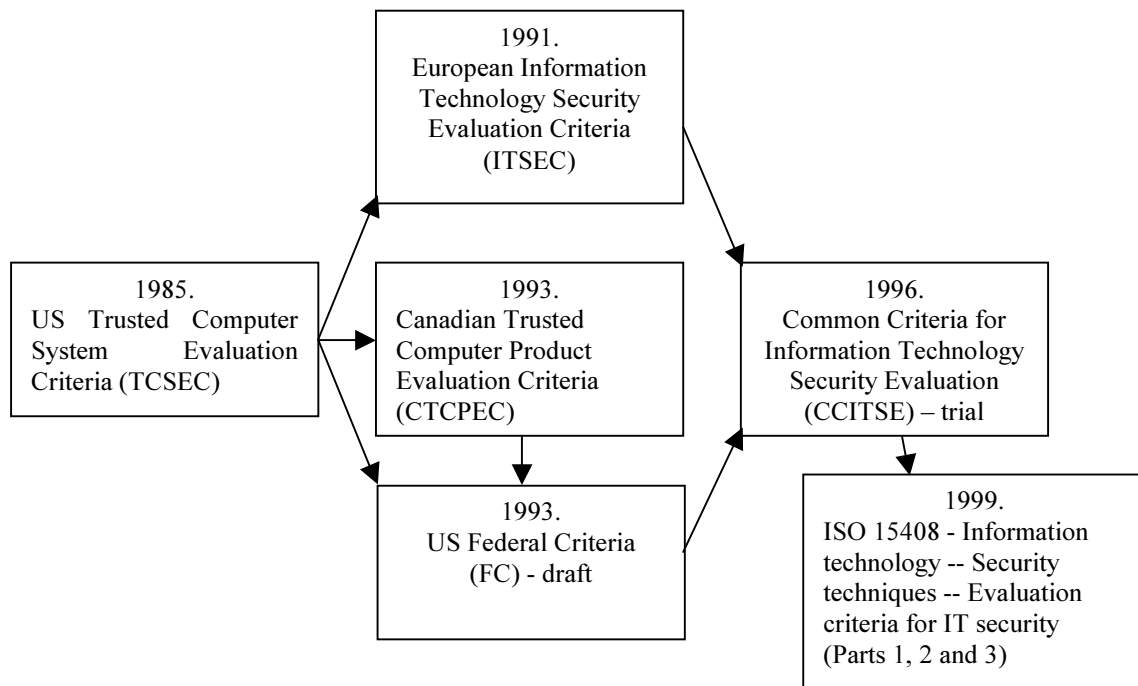 1991.
European Information
Technology Security
Evaluation Criteria
(ITSEC)
1985.
US Trusted Computer
System Evaluation
Criteria (TCSEC)
1993.
Canadian Trusted
Computer Product
Evaluation Criteria
(CTCPEC)
1993.
US Federal Criteria
(FC) - draft
1996.
Common Criteria for
Information Technology
Security Evaluation
(CCITSE) – trial
1999.
ISO 15408 - Information
technology -- Security
techniques -- Evaluation
criteria for IT security
(Parts 1, 2 and 3)